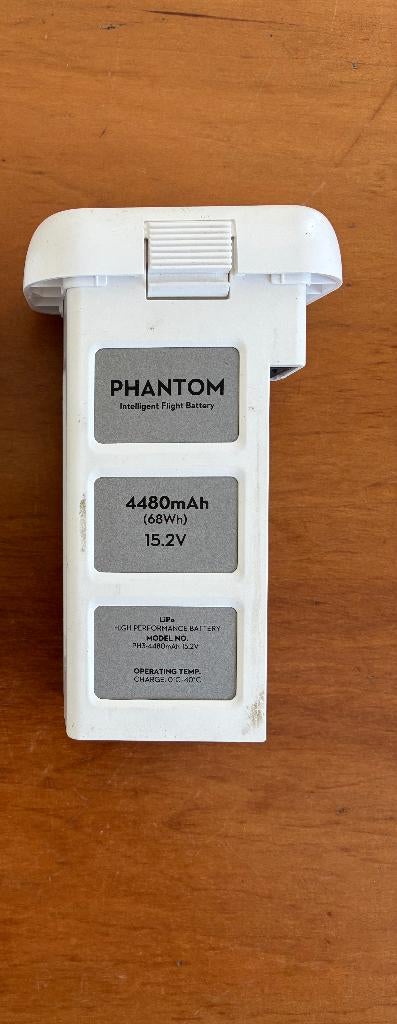 PHANTOM
Intelligent Flight Battery
4480mAh
(68Wh)
15.2V
LiPo
HIGH PERFORMANCE BATTERY
MODEL NO.
PH3-4480mAh-15.2V
OPERATING TEMP.
CHARGE: 0°C-40°C